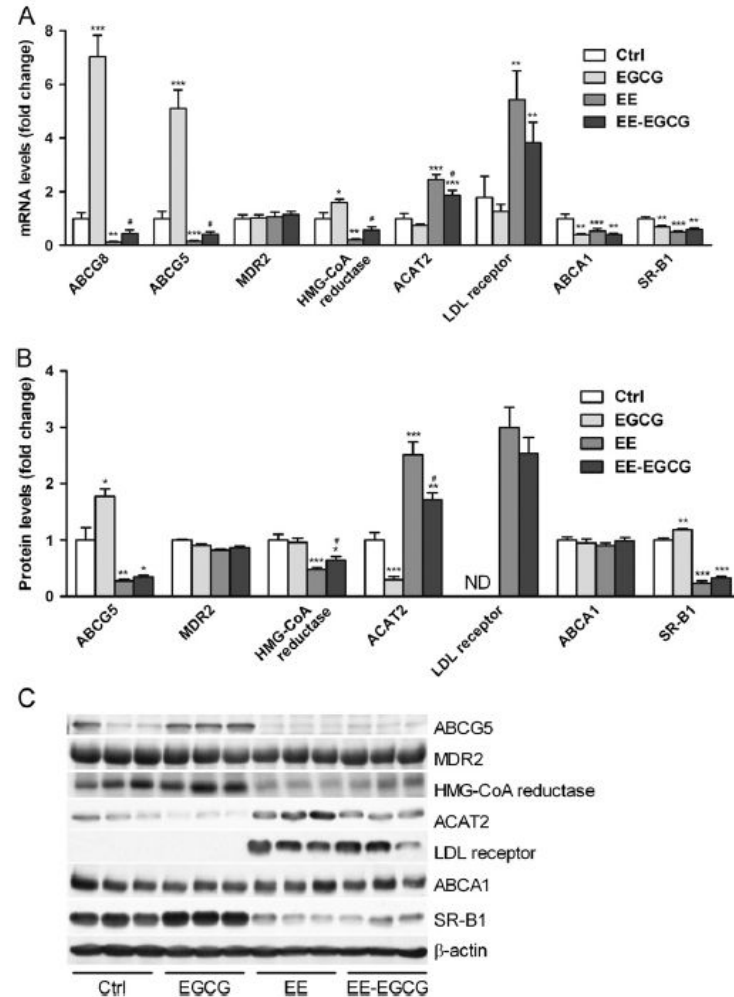 A
mRNA levels (fold change)
8
6
4
2
0
Ctrl
EGCG
EE
EE-EGCG
***
**
#
***
***
#
*
**
#
***
#
***
**
**
**
***
**
**
***
**
ABCG8
ABCG5
MDR2
HMG-CoA
reductase
ACAT2
LDL receptor
ABCA1
SR-B1
B
Protein levels (fold change)
4
3
2
1
0
Ctrl
EGCG
EE
EE-EGCG
*
**
*
***
#
*
***
***
#
**
ND
**
***
***
ABCG5
MDR2
HMG-CoA
reductase
ACAT2
LDL receptor
ABCA1
SR-B1
C
ABCG5
MDR2
HMG-CoA reductase
ACAT2
LDL receptor
ABCA1
SR-B1
β-actin
Ctrl EGCG EE EE-EGCG